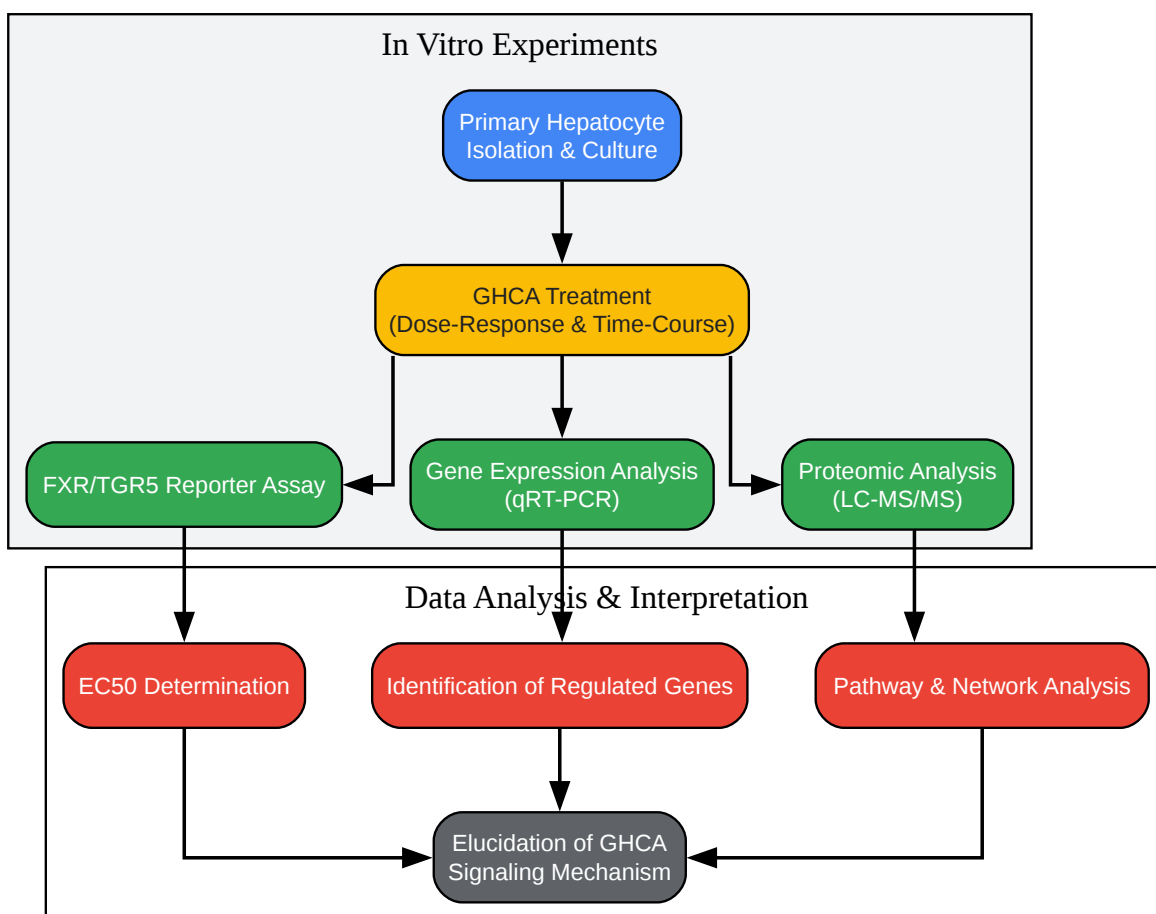 In Vitro Experiments
Primary Hepatocyte
Isolation & Culture
GHCA Treatment
(Dose-Response & Time-Course)
FXR/TGR5 Reporter Assay
Gene Expression Analysis
(qRT-PCR)
Proteomic Analysis
(LC-MS/MS)
Data Analysis & Interpretation
EC50 Determination
Identification of Regulated Genes
Pathway & Network Analysis
Elucidation of GHCA
Signaling Mechanism